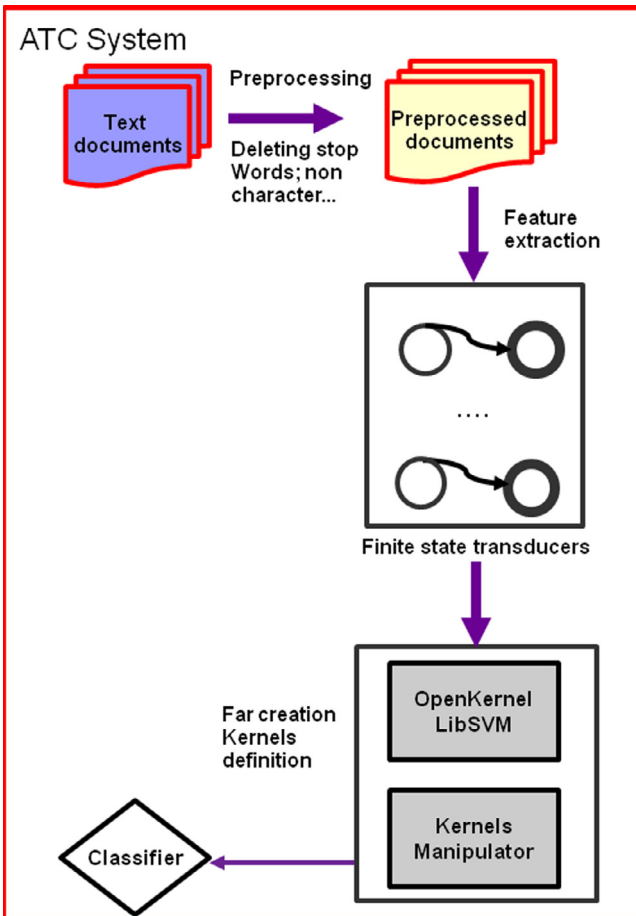 ATC System
Text
documents
Preprocessing
Deleting stop
Words; non
character...
Preprocessed
documents
Feature
extraction
....
Finite state transducers
Far creation
Kernels
definition
OpenKernel
LibSVM
Kernels
Manipulator
Classifier